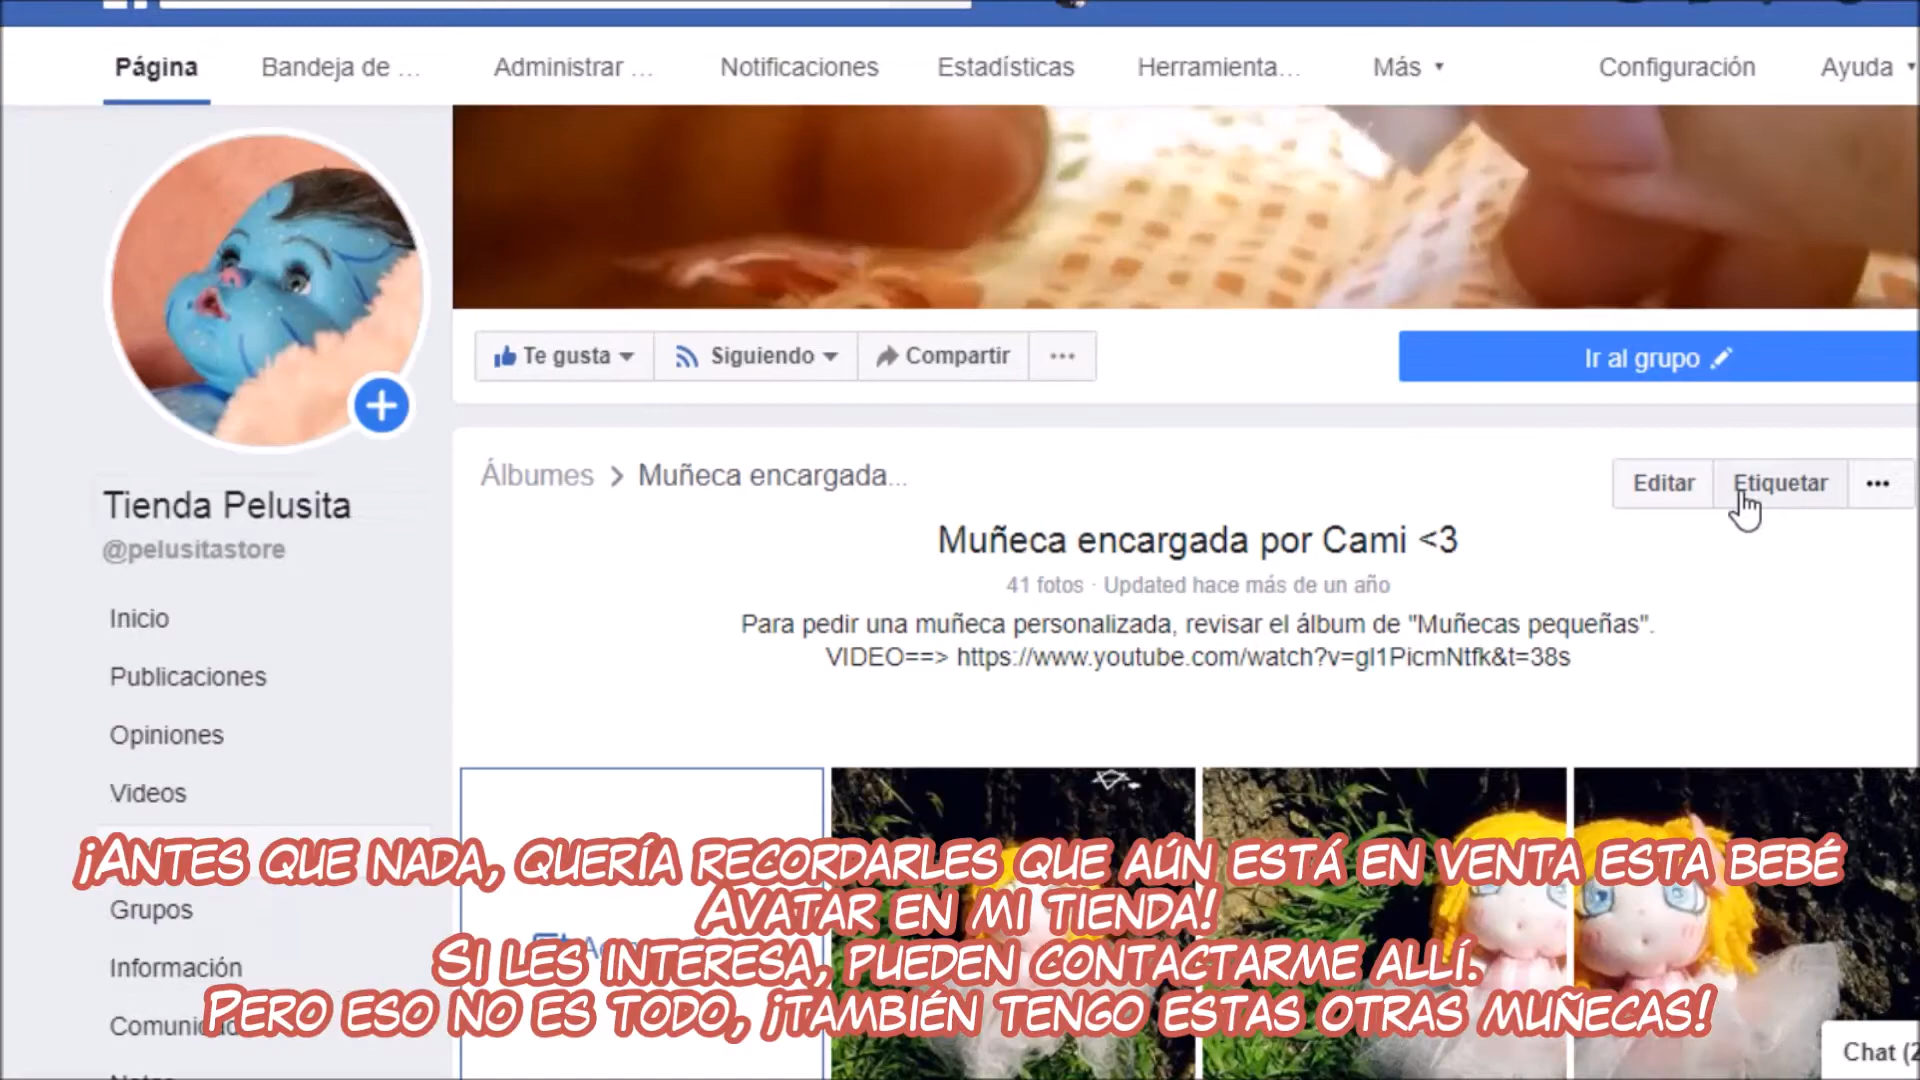 Página
Bandeja de ...
Administrar ...
Notificaciones
Estadísticas
Herramienta...
Más
Configuración
Ayuda
Te gusta
Siguiendo
Compartir
Ir al grupo
Tienda Pelusita
@pelusitastore
Inicio
Publicaciones
Opiniones
Videos
Grupos
Información
Álbumes > Muñeca encargada...
Editar
Etiquetar
Muñeca encargada por Cami <3
41 fotos · Updated hace más de un año
Para pedir una muñeca personalizada, revisar el álbum de "Muñecas pequeñas".
VIDEO==> https://www.youtube.com/watch?v=gl1PicmNtfk&t=38s
¡Antes que nada, quería recordarles que aún está en venta esta bebé
Avatar en mi tienda!
Si les interesa, pueden contactarme allí.
Pero eso no es todo, ¡también tengo estas otras muñecas!
Chat (2